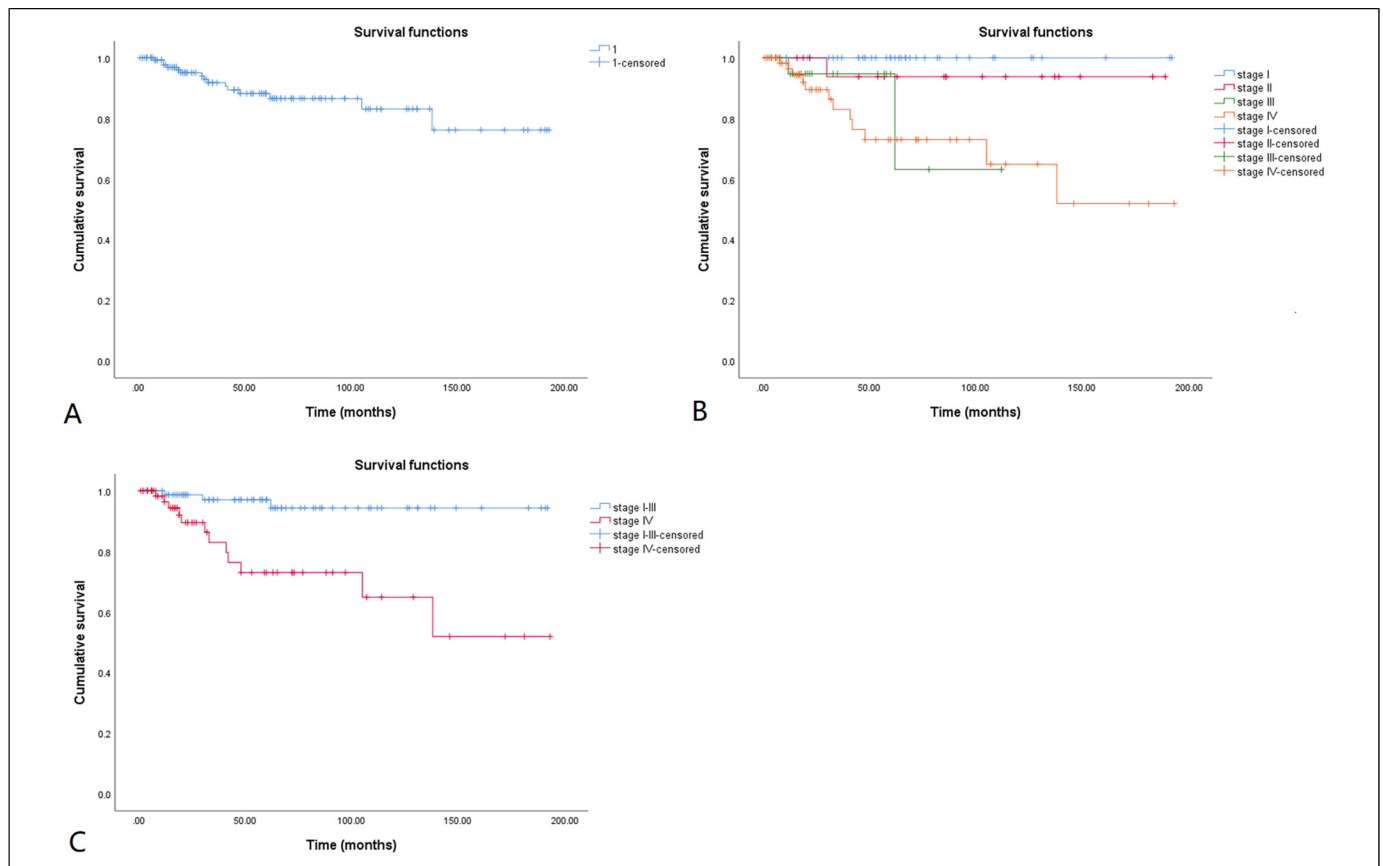 Survival functions
1
1-censored
Cumulative survival
1.0
0.8
0.6
0.4
0.2
0.0
.00 50.00 100.00 150.00 200.00
Time (months)
A
Survival functions
stage Ⅰ
stage Ⅱ
stage Ⅲ
stage Ⅳ
stage Ⅰ-censored
stage Ⅱ-censored
stage Ⅲ-censored
stage Ⅳ-censored
Cumulative survival
1.0
0.8
0.6
0.4
0.2
0.0
.00 50.00 100.00 150.00 200.00
Time (months)
B
Survival functions
stage Ⅰ-Ⅲ
stage Ⅳ
stage Ⅰ-Ⅲ-censored
stage Ⅳ-censored
Cumulative survival
1.0
0.8
0.6
0.4
0.2
0.0
.00 50.00 100.00 150.00 200.00
Time (months)
C